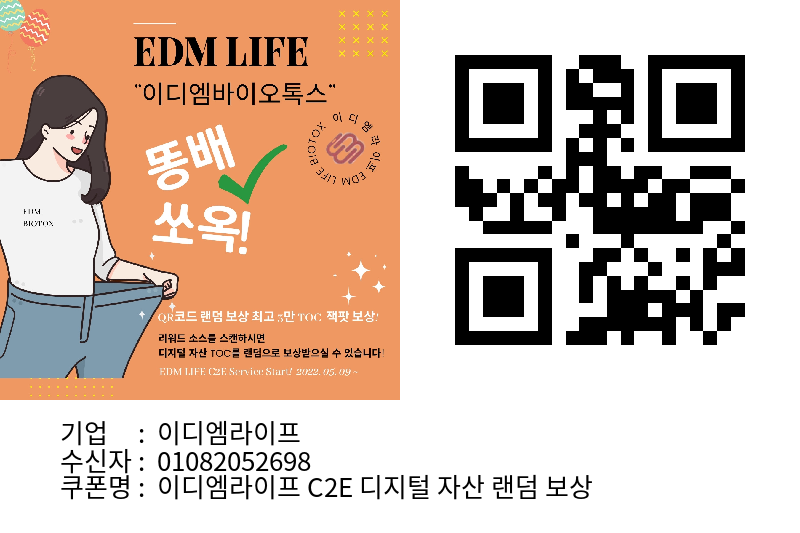 EDM LIFE
"이디엠바이오톡스"
똥배
쏘옥!
이디엠라이프 EDM LIFE BIOTOX
EDM
BIOTOX
QR코드 랜덤 보상 최고 5만 TOC 잭팟 보상!
리워드 소스를 스캔하시면
디지털 자산 TOC를 랜덤으로 보상받으실 수 있습니다!
EDM LIFE C2E Service Start! 2022. 05. 09 ~
기업 : 이디엠라이프
수신자 : 01082052698
쿠폰명 : 이디엠라이프 C2E 디지털 자산 랜덤 보상